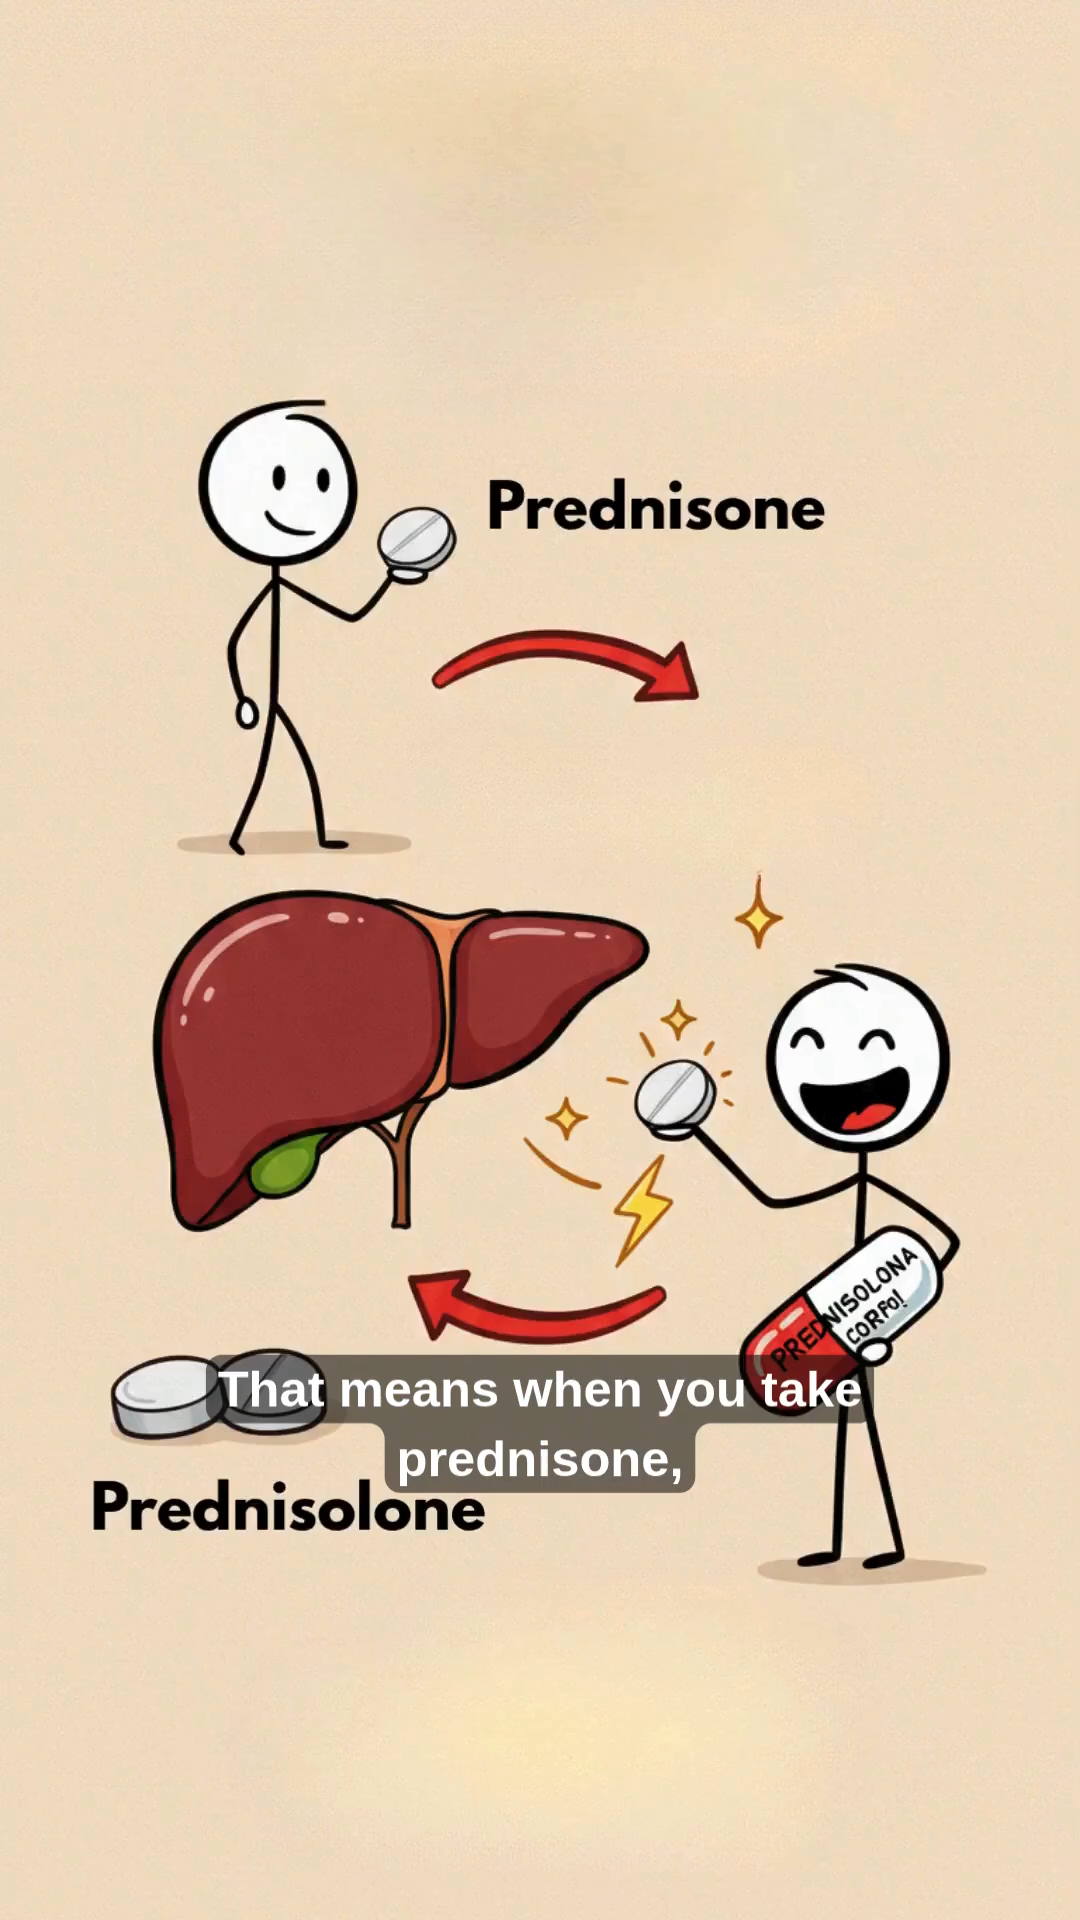 Prednisone
PREDNISOLONA
CORPO!
That means when you take
prednisone,
Prednisolone